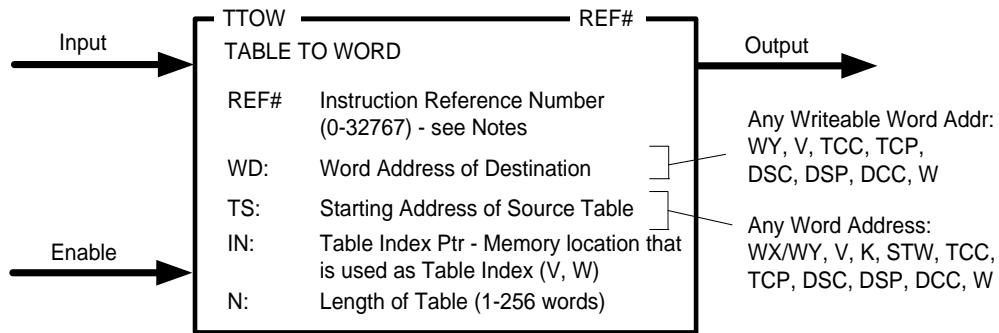 TTOW REF#
Input
TABLE TO WORD
Output
REF# Instruction Reference Number
(0-32767) - see Notes
Any Writeable Word Addr:
WY, V, TCC, TCP,
DSC, DSP, DCC, W
WD: Word Address of Destination
TS: Starting Address of Source Table
Any Word Address:
WX/WY, V, K, STW, TCC,
TCP, DSC, DSP, DCC, W
Enable
IN: Table Index Ptr - Memory location that
is used as Table Index (V, W)
N: Length of Table (1-256 words)